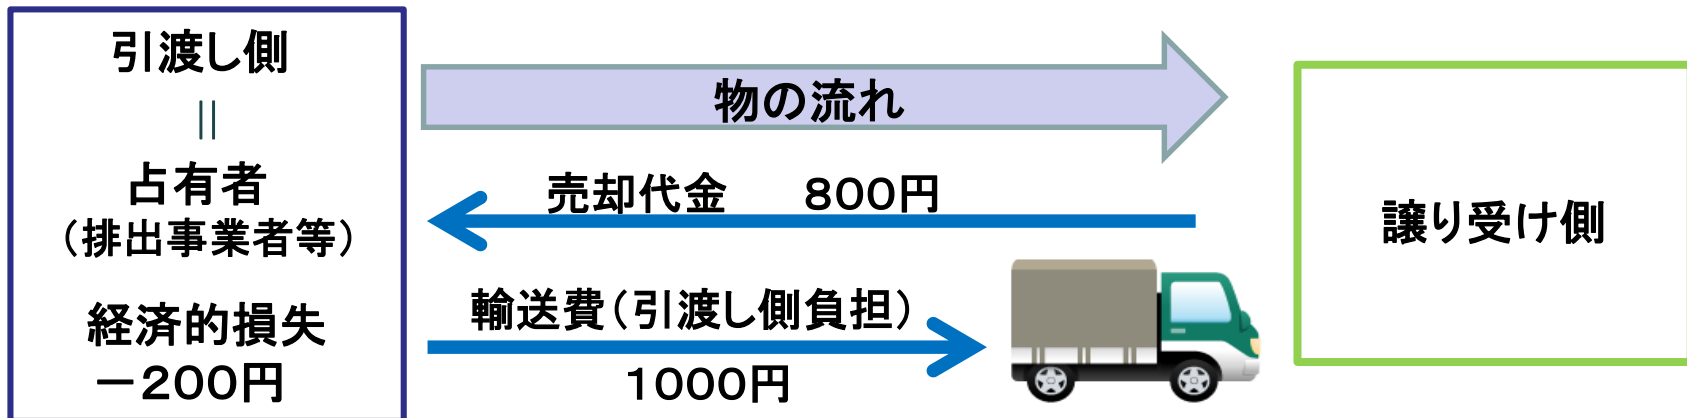 引渡し側
||
占有者
（排出事業者等）
経済的損失
－２００円
物の流れ
売却代金　８００円
輸送費（引渡し側負担）
１０００円
譲り受け側